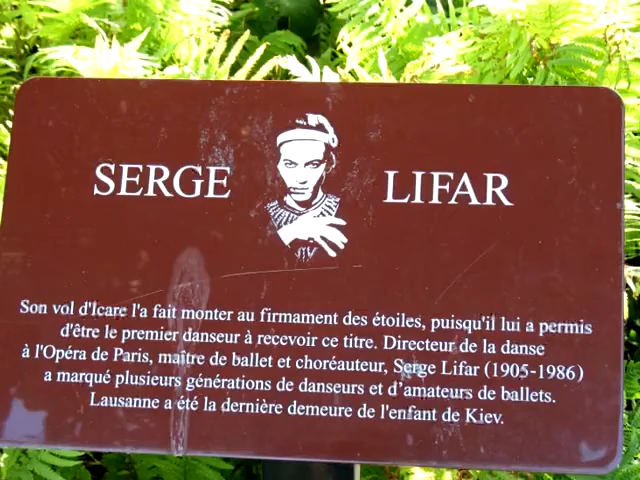 SERGE LIFAR
Son vol d'Icare l'a fait monter au firmament des étoiles, puisqu'il lui a permis
d'être le premier danseur à recevoir ce titre. Directeur de la danse
à l'Opéra de Paris, maître de ballet et choréauteur, Serge Lifar (1905-1986)
a marqué plusieurs générations de danseurs et d'amateurs de ballets.
Lausanne a été la dernière demeure de l'enfant de Kiev.